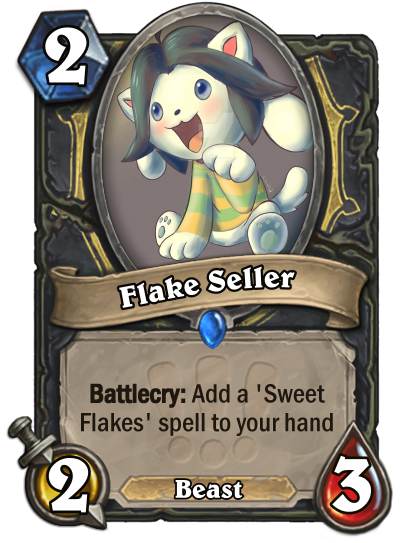 2
Flake Seller
Battlecry: Add a 'Sweet
Flakes' spell to your hand
2
Beast
3